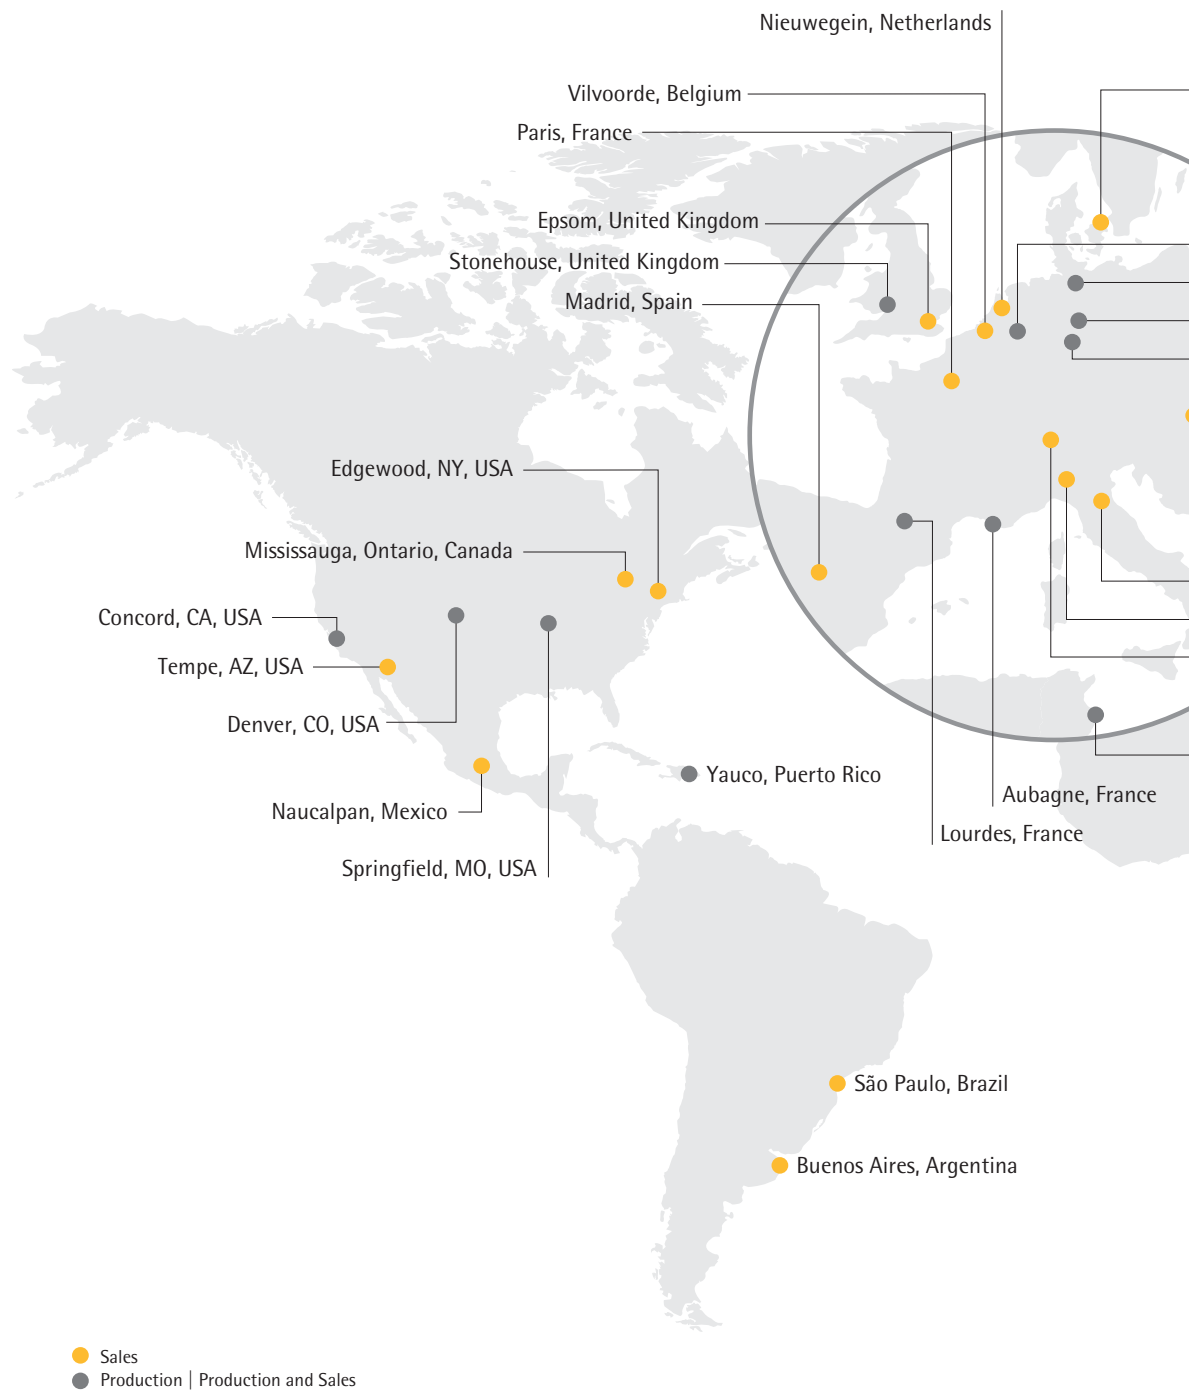 Nieuwegein, Netherlands
Vilvoorde, Belgium
Paris, France
Epsom, United Kingdom
Stonehouse, United Kingdom
Madrid, Spain
Edgewood, NY, USA
Mississauga, Ontario, Canada
Concord, CA, USA
Tempe, AZ, USA
Denver, CO, USA
Yauco, Puerto Rico
Aubagne, France
Naucalpan, Mexico
Lourdes, France
Springfield, MO, USA
São Paulo, Brazil
Buenos Aires, Argentina
Sales
Production | Production and Sales